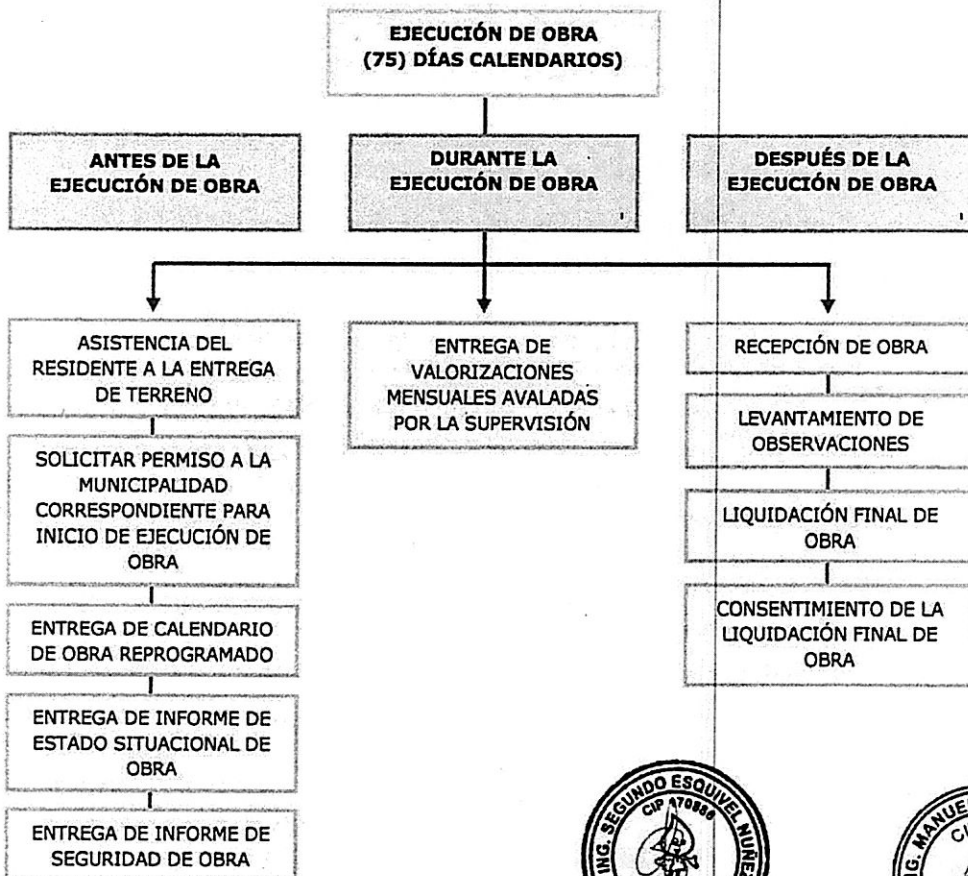 EJECUCIÓN DE OBRA
(75) DÍAS CALENDARIOS)
ANTES DE LA
EJECUCIÓN DE OBRA
DURANTE LA
EJECUCIÓN DE OBRA
DESPUÉS DE LA
EJECUCIÓN DE OBRA
ASISTENCIA DEL
RESIDENTE A LA ENTREGA
DE TERRENO
SOLICITAR PERMISO A LA
MUNICIPALIDAD
CORRESPONDIENTE PARA
INICIO DE EJECUCIÓN DE
OBRA
ENTREGA DE CALENDARIO
DE OBRA REPROGRAMADO
ENTREGA DE INFORME DE
ESTADO SITUACIONAL DE
OBRA
ENTREGA DE INFORME DE
SEGURIDAD DE OBRA
ENTREGA DE
VALORIZACIONES
MENSUALES AVALADAS
POR LA SUPERVISIÓN
RECEPCIÓN DE OBRA
LEVANTAMIENTO DE
OBSERVACIONES
LIQUIDACIÓN FINAL DE
OBRA
CONSENTIMIENTO DE LA
LIQUIDACIÓN FINAL DE
OBRA
ING. SEGUNDO ESQUIVEL NUÑEZ
CIP
ING. MANUEL